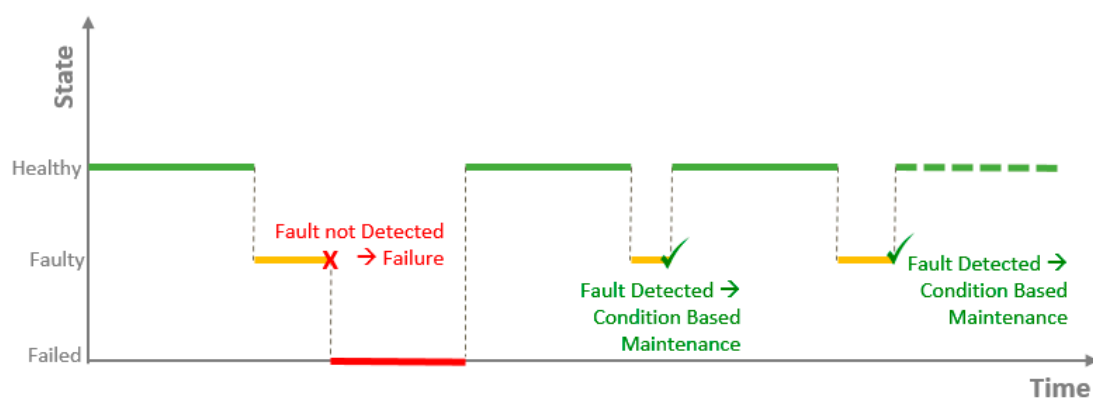 State
Healthy
Fault not Detected
→ Failure
X
Faulty
Fault Detected →
Condition Based
Maintenance
Fault Detected →
Condition Based
Maintenance
Failed
Time